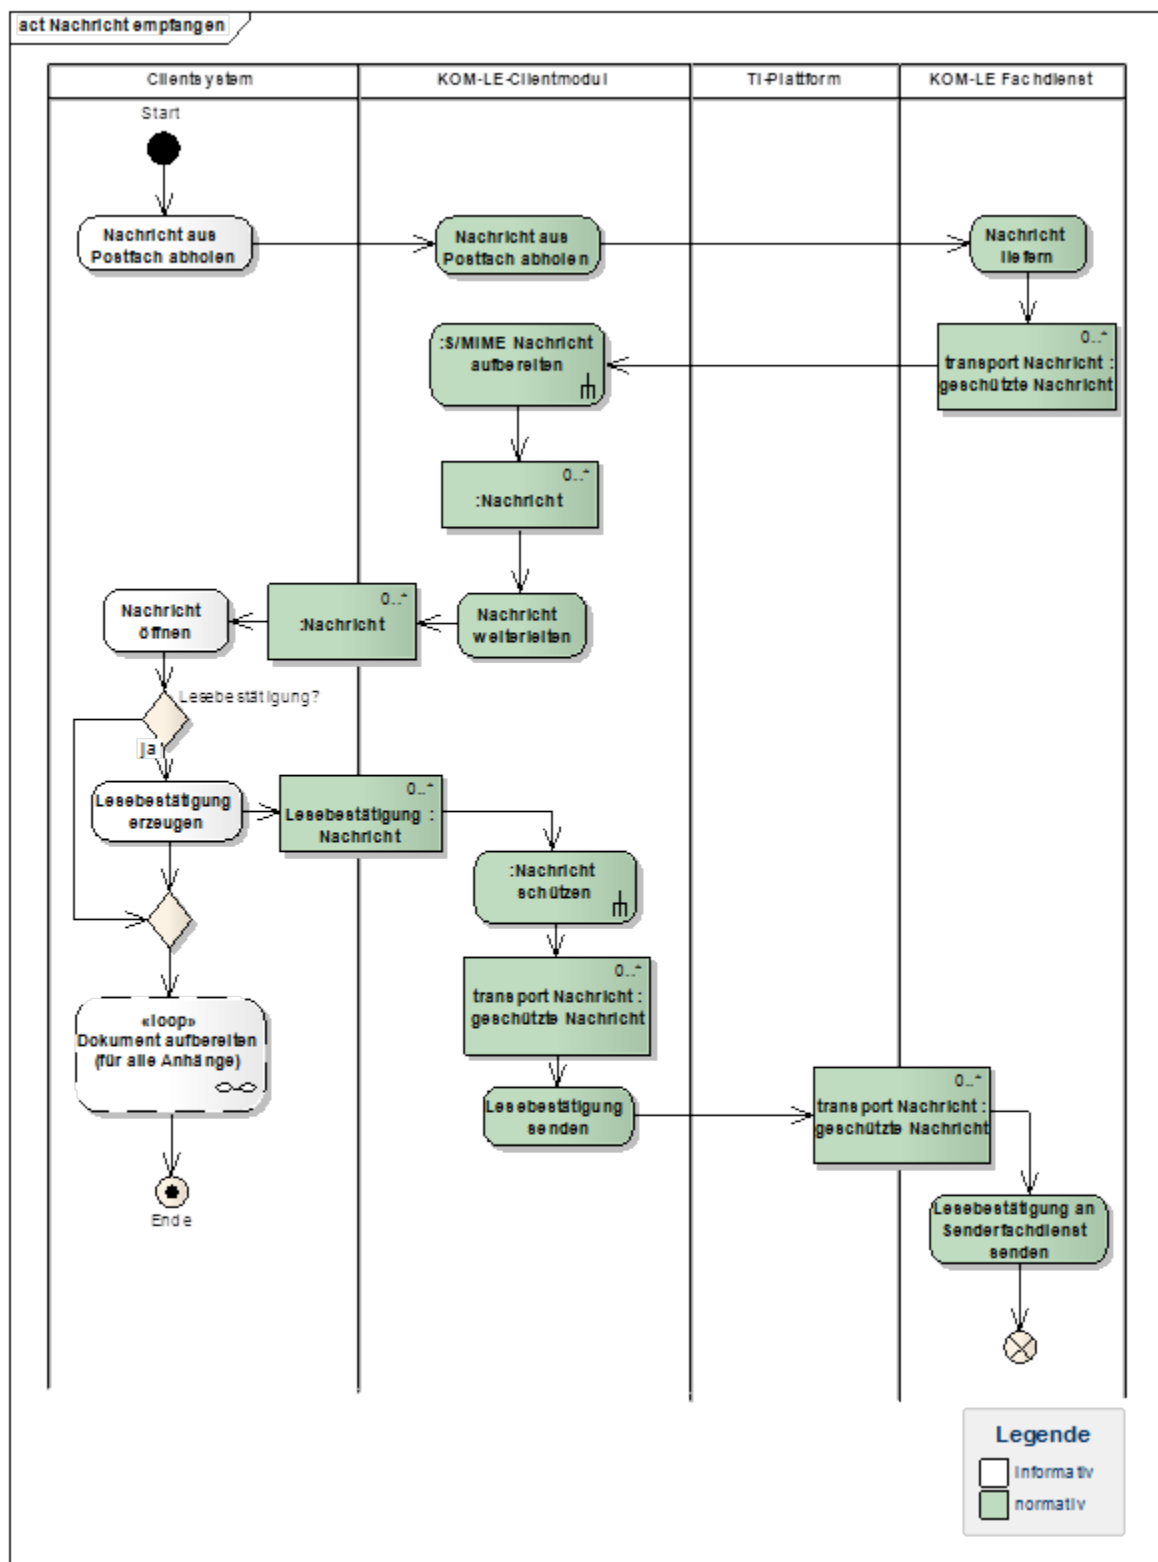 act Nachricht empfangen
Clientsystem
KOM-LE-Clientmodul
TI-Plattform
KOM-LE Fachdienst
Start
Nachricht aus
Postfach abholen
Nachricht aus
Postfach abholen
Nachricht
liefern
:S/MIME Nachricht
aufbereiten
0..*
transport Nachricht :
geschützte Nachricht
0..*
:Nachricht
Nachricht
öffnen
0..*
:Nachricht
Nachricht
weiterleiten
Lesebestätigung?
ja
Lesebestätigung
erzeugen
0..*
Lesebestätigung :
Nachricht
:Nachricht
schützen
0..*
transport Nachricht :
geschützte Nachricht
«loop»
Dokument aufbereiten
(für alle Anhänge)
Lesebestätigung
senden
0..*
transport Nachricht :
geschützte Nachricht
Ende
Lesebestätigung an
Senderfachdienst
senden
Legende
informativ
normativ